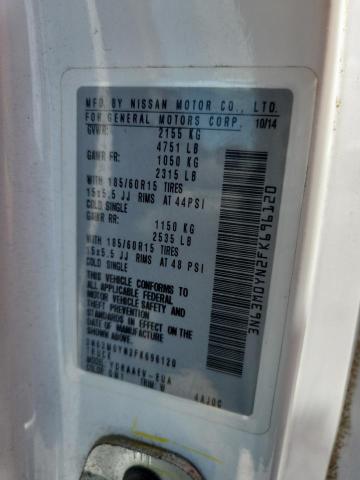 MFD. BY NISSAN MOTOR CO., LTD.
FOR GENERAL MOTORS CORP. 10/14
GVWR: 2155 KG
4751 LB
GAWR FR: 1050 KG
2315 LB
WITH 185/60R15 TIRES
15x5.5 JJ RIMS AT 44PSI
COLD SINGLE
GAWR RR: 1150 KG
2535 LB
WITH 185/60R15 TIRES
15x5.5 JJ RIMS AT 48 PSI
COLD SINGLE
THIS VEHICLE CONFORMS TO
ALL APPLICABLE FEDERAL
MOTOR VEHICLE SAFETY
AND THEFT PREVENTION
STANDARDS IN EFFECT ON
THE DATE OF MANUFACTURE
SHOWN ABOVE.
3N63M0YN2FK696120
TRUCK
TRIM
3N63M0YN2FK696120